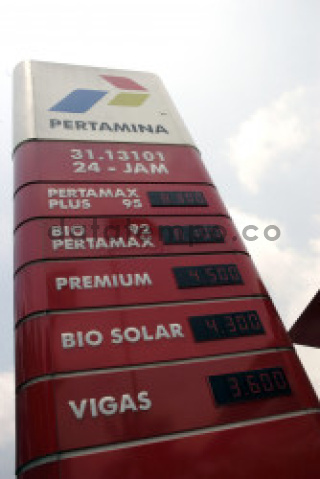 PERTAMINA
31.13101
24 - JAM
PERTAMAX
PLUS 95
BIO 92
PERTAMAX
PREMIUM 4.500
BIO SOLAR 4.300
VIGAS 3.600